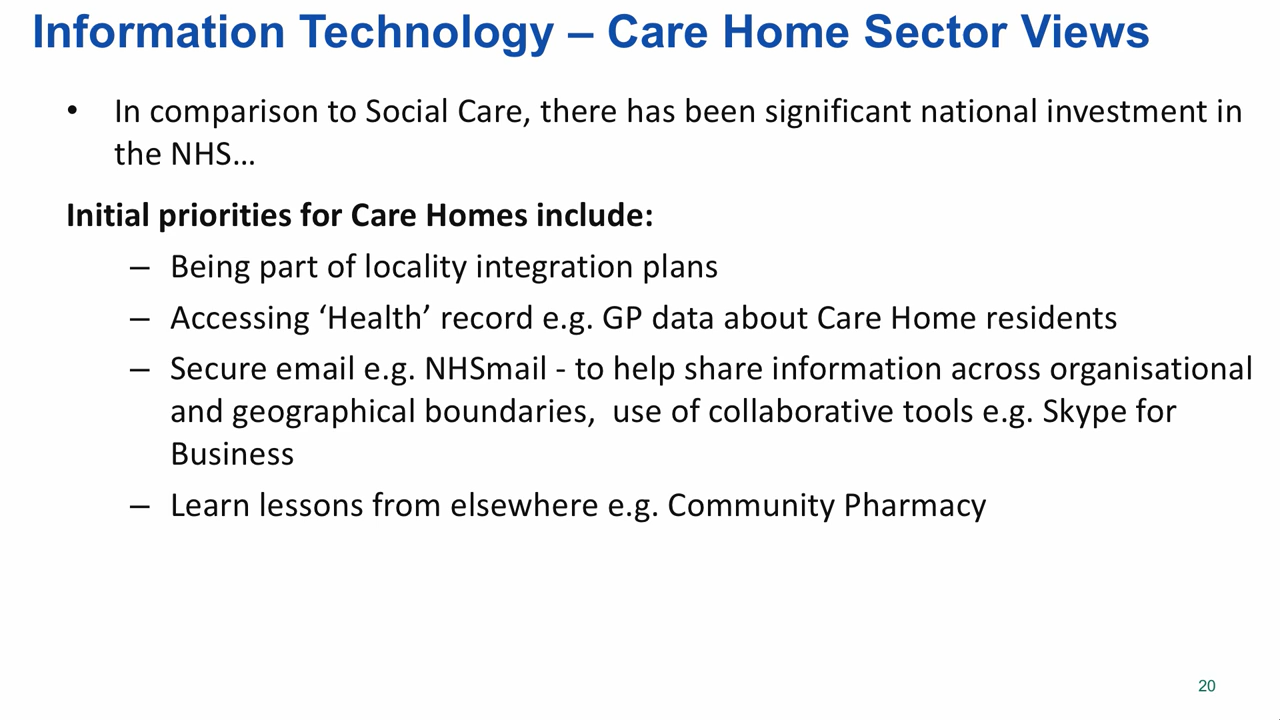 Information Technology – Care Home Sector Views
• In comparison to Social Care, there has been significant national investment in
the NHS…
Initial priorities for Care Homes include:
– Being part of locality integration plans
– Accessing ‘Health’ record e.g. GP data about Care Home residents
– Secure email e.g. NHSmail - to help share information across organisational
and geographical boundaries,  use of collaborative tools e.g. Skype for
Business
– Learn lessons from elsewhere e.g. Community Pharmacy
20